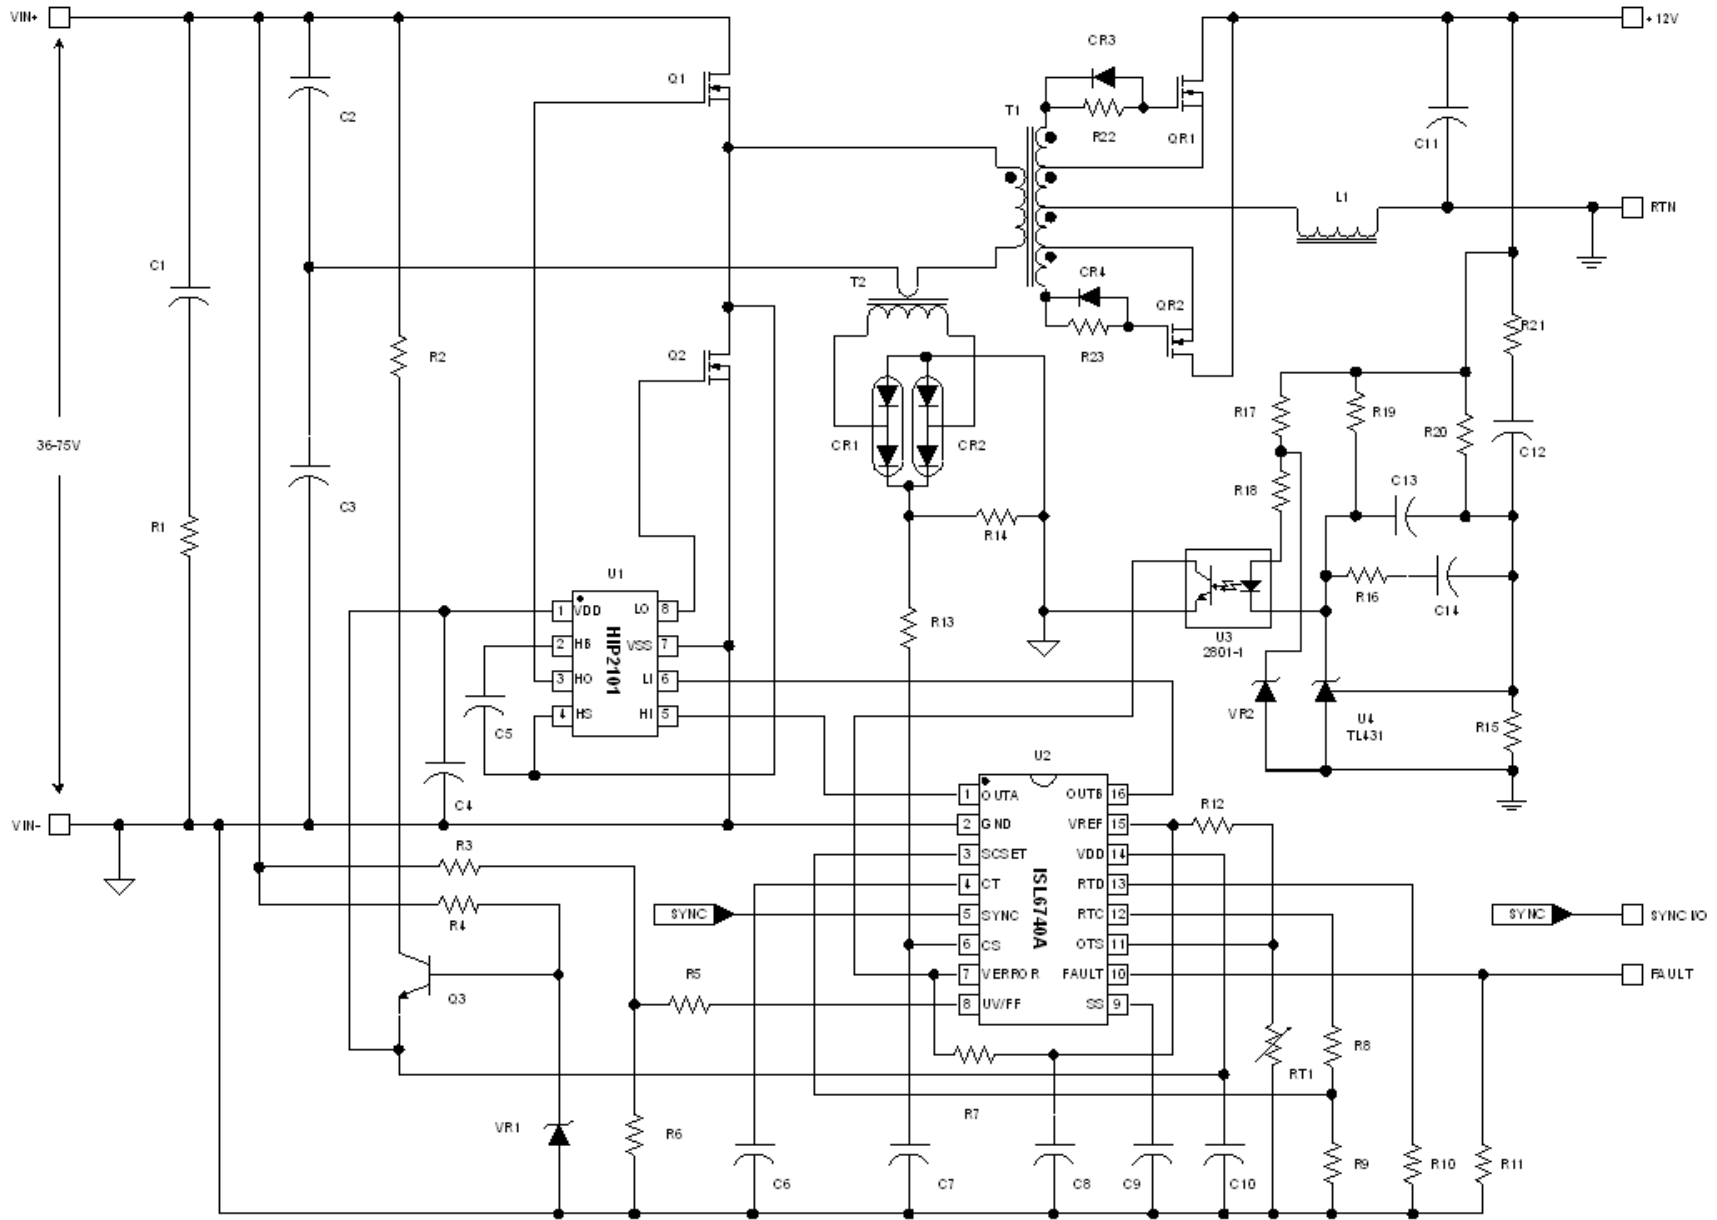 VIN+
+ 12V
CR3
Q1
C2
T1
R22
QR1
C11
L1
RTN
C1
T2
CR4
QR2
R2
Q2
R23
R21
36-75V
CR1
CR2
R17
R19
R20
C12
C3
R18
C13
R1
R14
U1
R16
C14
1 VDD
LO 8
R13
U3
2801-1
2 HB
VSS 7
HIP2101
3 HO
LI 6
4 HS
HI 5
C5
VR2
U4
TL431
R15
U2
C4
1 OUTA
OUTB 16
R12
VIN-
2 GND
VREF 15
R3
3 SCSET
VDD 14
4 CT
RTD 13
ISL6740A
R4
SYNC
5 SYNC
RTC 12
SYNC
SYNC I/O
6 CS
OTS 11
R5
7 VERROR
FAULT 10
FAULT
Q3
8 UV/FF
SS 9
R8
RT1
R7
VR1
R6
R9
R10
R11
C6
C7
C8
C9
C10